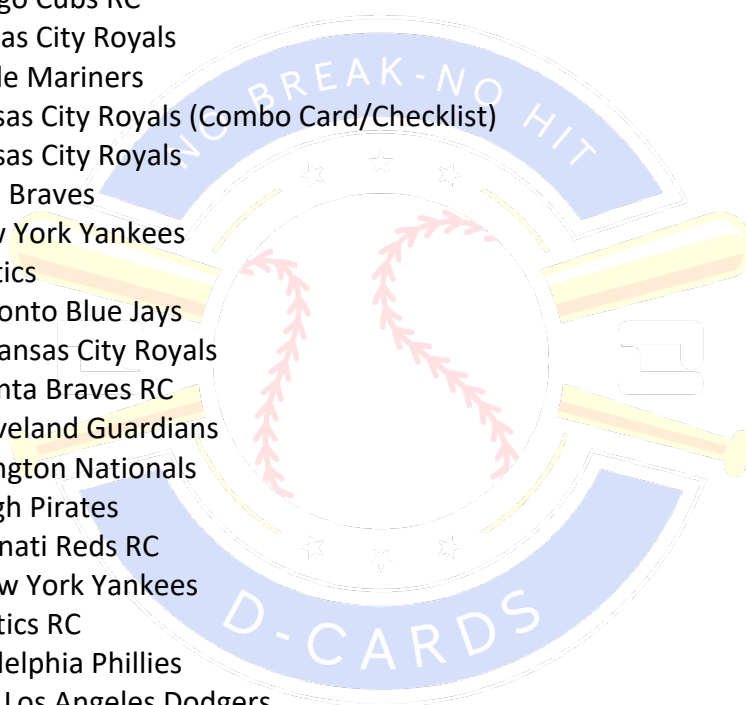 go Cubs RC
as City Royals
le Mariners
sas City Royals (Combo Card/Checklist)
sas City Royals
Braves
w York Yankees
tics
onto Blue Jays
ansas City Royals
nta Braves RC
veland Guardians
ngton Nationals
gh Pirates
nati Reds RC
w York Yankees
tics RC
delphia Phillies
Los Angeles Dodgers
NO BREAK-NO HIT
D-CARDS